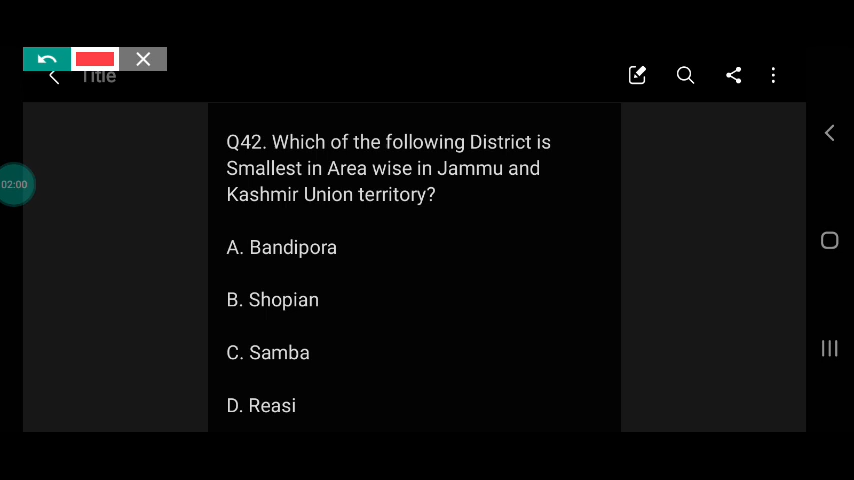 Title
Q42. Which of the following District is
Smallest in Area wise in Jammu and
Kashmir Union territory?
02:00
A. Bandipora
B. Shopian
C. Samba
D. Reasi